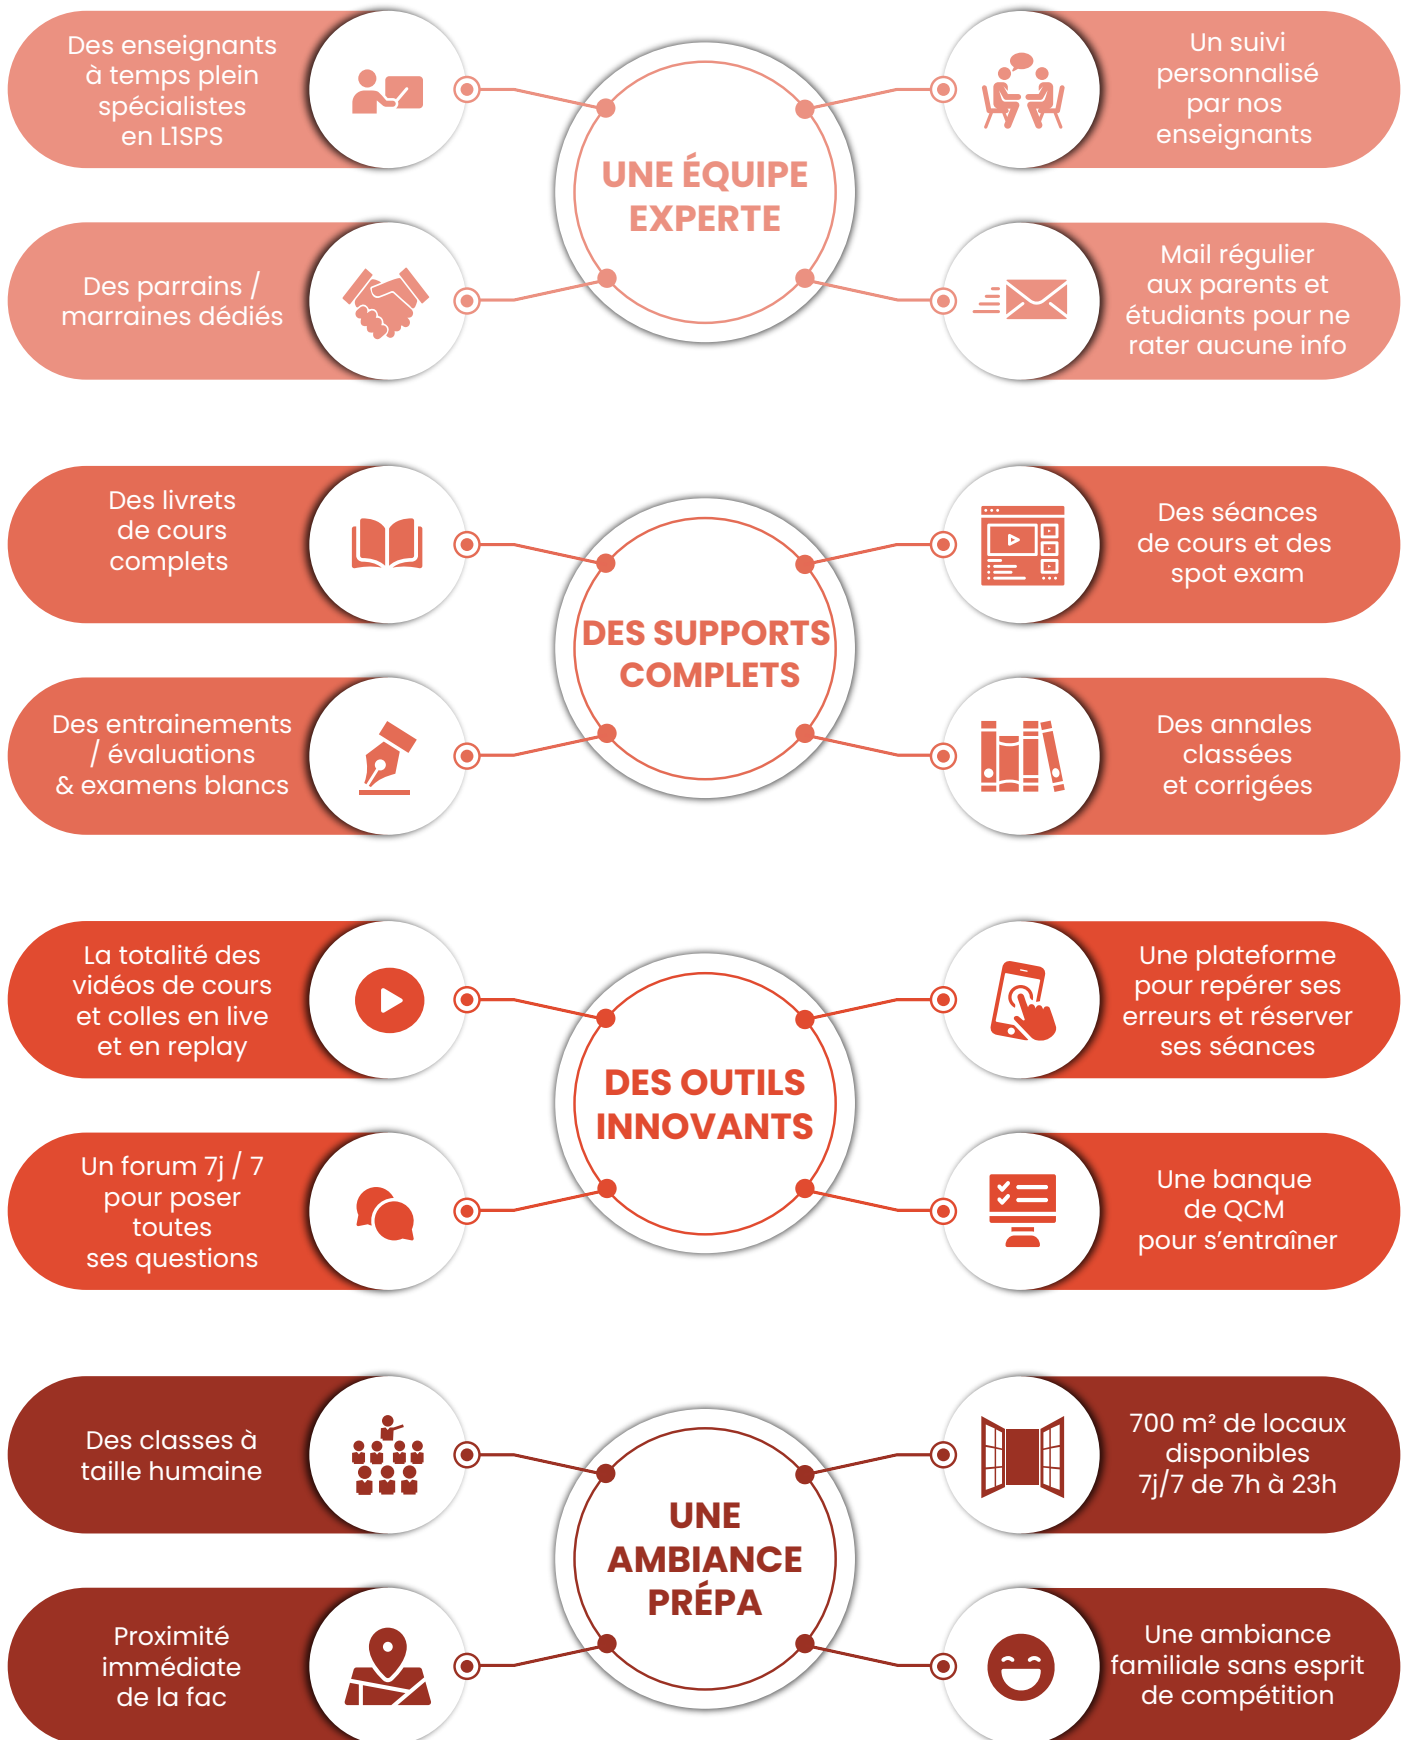 Des enseignants
à temps plein
spécialistes
en L1SPS
UNE ÉQUIPE
EXPERTE
Un suivi
personnalisé
par nos
enseignants
Des parrains /
marraines dédiés
Mail régulier
aux parents et
étudiants pour ne
rater aucune info
Des livrets
de cours
complets
DES SUPPORTS
COMPLETS
Des séances
de cours et des
spot exam
Des entrainements
/ évaluations
& examens blancs
Des annales
classées
et corrigées
La totalité des
vidéos de cours
et colles en live
et en replay
DES OUTILS
INNOVANTS
Une plateforme
pour repérer ses
erreurs et réserver
ses séances
Un forum 7j / 7
pour poser
toutes
ses questions
Une banque
de QCM
pour s’entraîner
Des classes à
taille humaine
UNE
AMBIANCE
PRÉPA
700 m² de locaux
disponibles
7j/7 de 7h à 23h
Proximité
immédiate
de la fac
Une ambiance
familiale sans esprit
de compétition